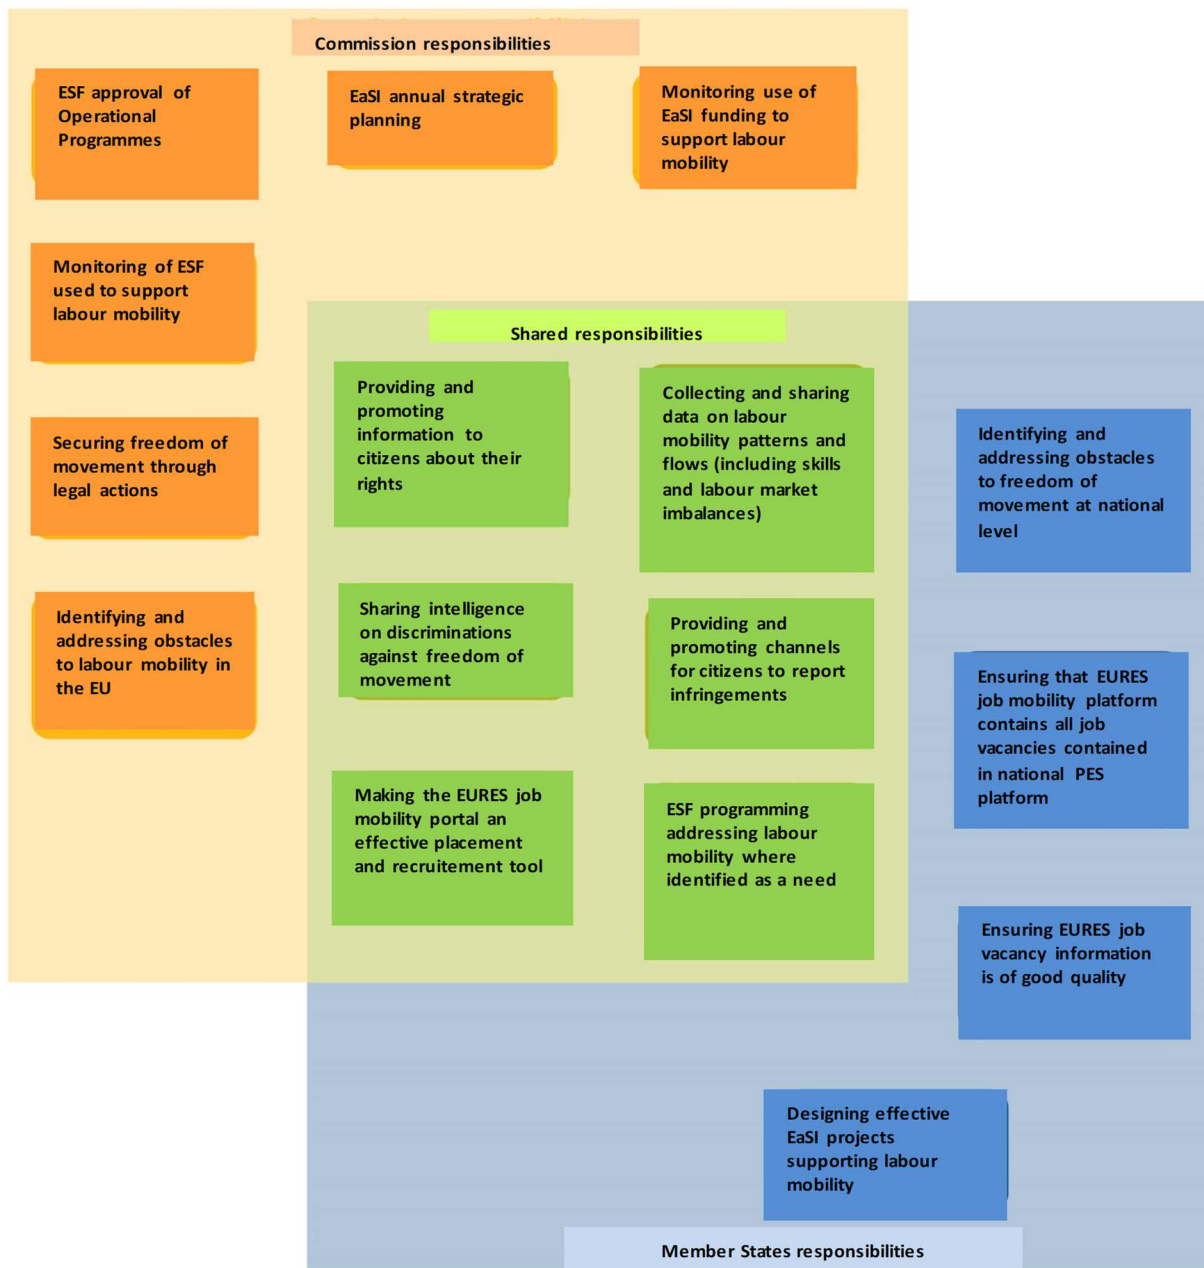 Commission responsibilities
ESF approval of
Operational
Programmes
EaSI annual strategic
planning
Monitoring use of
EaSI funding to
support labour
mobility
Monitoring of ESF
used to support
labour mobility
Securing freedom of
movement through
legal actions
Identifying and
addressing obstacles
to labour mobility in
the EU
Shared responsibilities
Providing and
promoting
information to
citizens about their
rights
Collecting and sharing
data on labour
mobility patterns and
flows (including skills
and labour market
imbalances)
Sharing intelligence
on discriminations
against freedom of
movement
Providing and
promoting channels
for citizens to report
infringements
Making the EURES job
mobility portal an
effective placement
and recruitement tool
ESF programming
addressing labour
mobility where
identified as a need
Identifying and
addressing obstacles
to freedom of
movement at national
level
Ensuring that EURES
job mobility platform
contains all job
vacancies contained
in national PES
platform
Ensuring EURES job
vacancy information
is of good quality
Designing effective
EaSI projects
supporting labour
mobility
Member States responsibilities